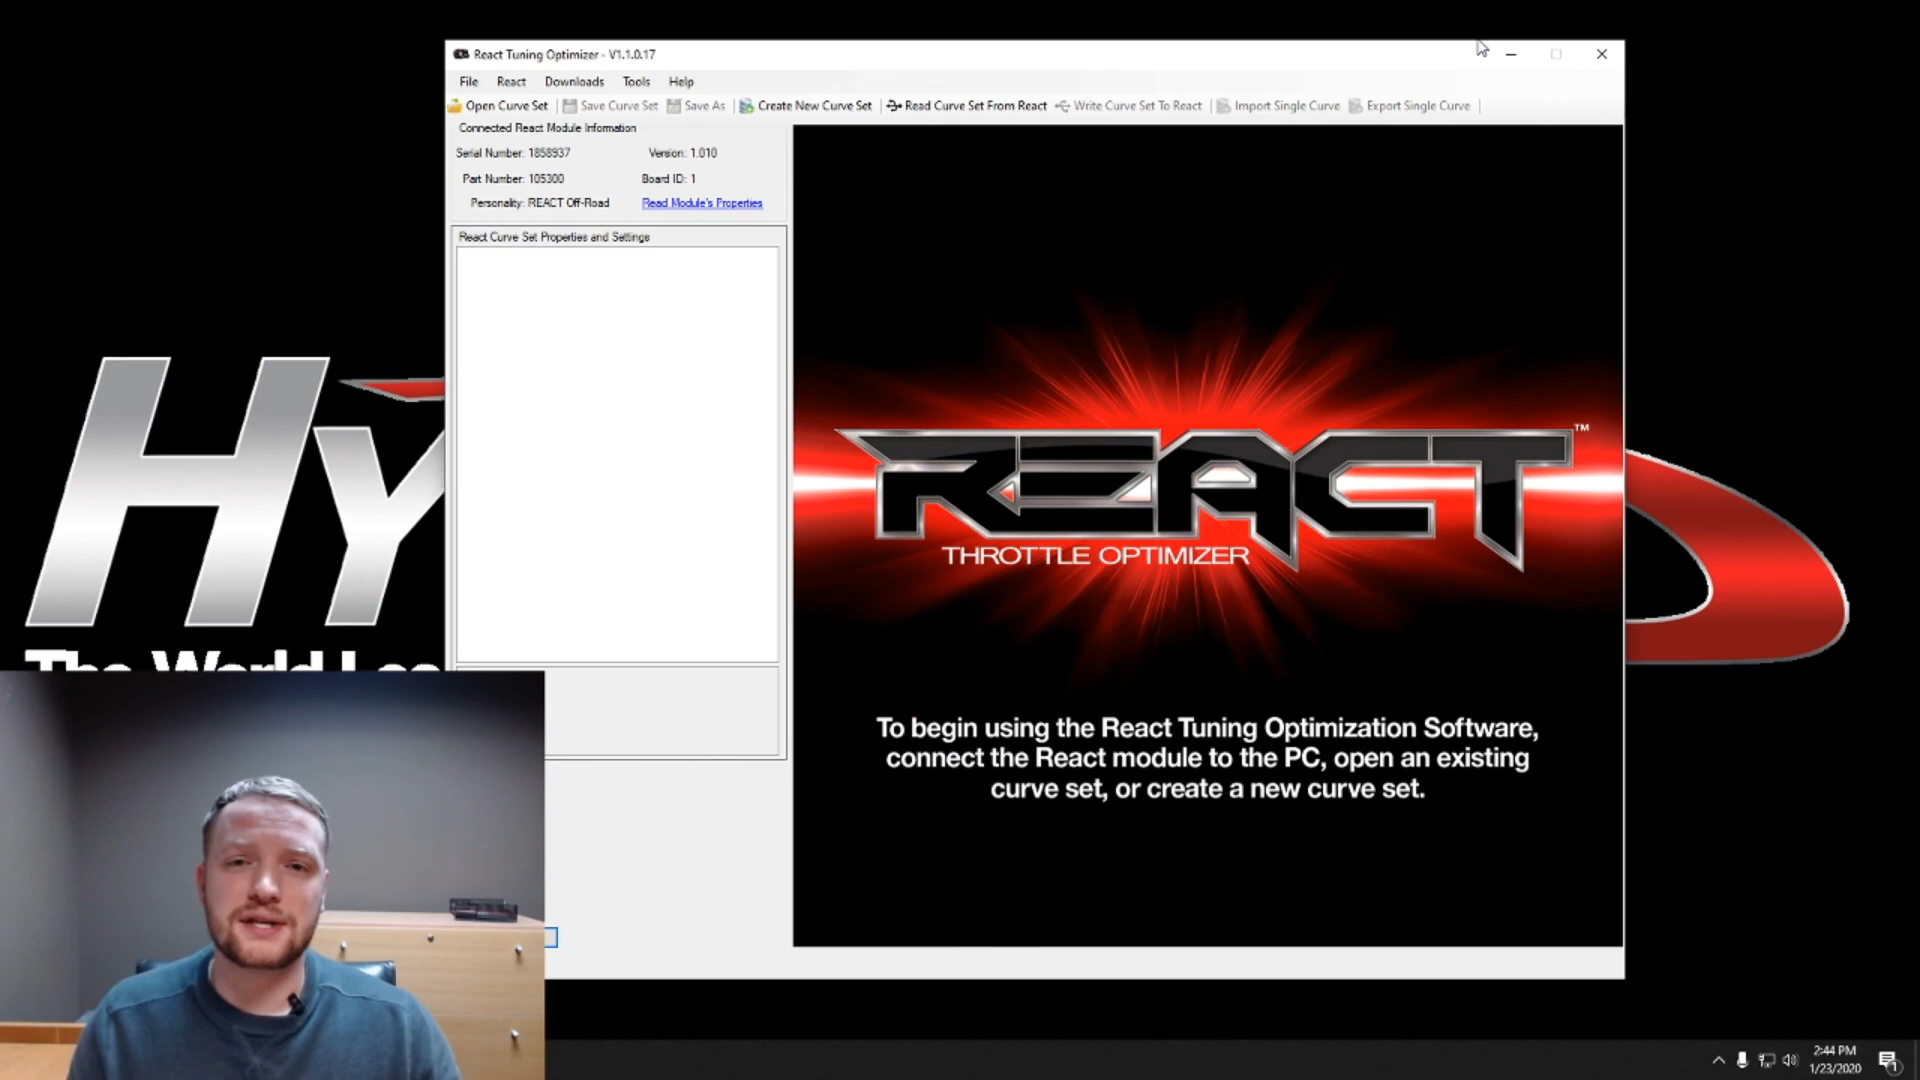 React Tuning Optimizer - V1.1.0.17
File React Downloads Tools Help
Open Curve Set Save Curve Set Save As Create New Curve Set Read Curve Set From React Write Curve Set To React Import Single Curve Export Single Curve
Connected React Module Information
Serial Number: 1858937 Version: 1.010
Part Number: 105300 Board ID: 1
Personality: REACT Off-Road Read Module's Properties
React Curve Set Properties and Settings
HY
REACT™
THROTTLE OPTIMIZER
To begin using the React Tuning Optimization Software,
connect the React module to the PC, open an existing
curve set, or create a new curve set.
2:44 PM
1/23/2020
1